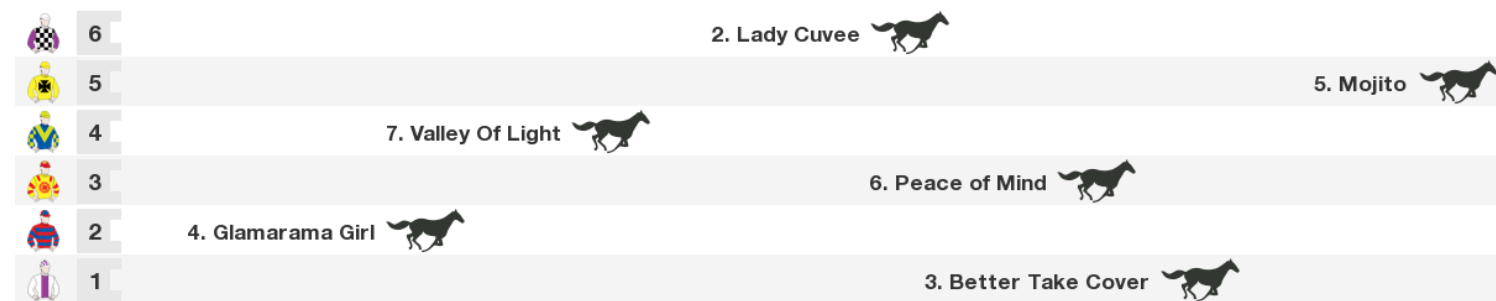 6 2. Lady Cuvee
5 5. Mojito
4 7. Valley Of Light
3 6. Peace of Mind
2 4. Glamarama Girl
1 3. Better Take Cover